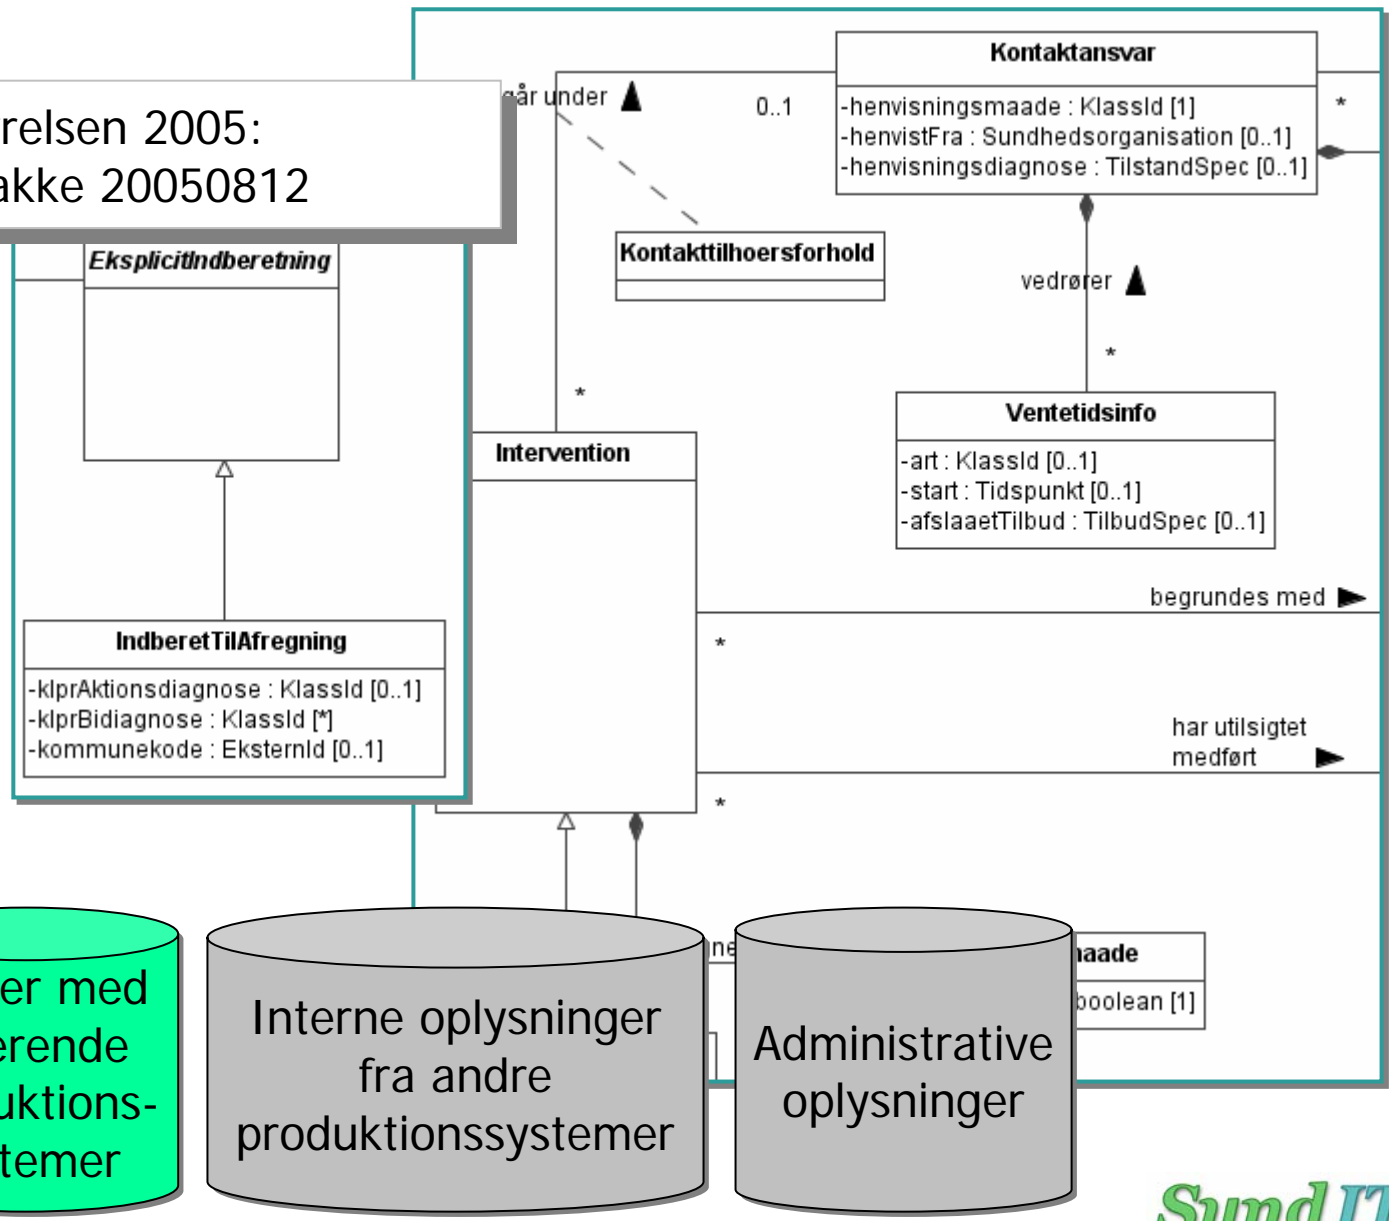 Kontaktansvar
-henvisningsmaade : KlassId [1]
-henvistFra : Sundhedsorganisation [0..1]
-henvisningsdiagnose : TilstandSpec [0..1]
går under
0..1
*
relsen 2005:
akke 20050812
Kontakttilhoersforhold
vedrører
*
*
EksplicitIndberetning
Ventetidsinfo
-art : KlassId [0..1]
-start : Tidspunkt [0..1]
-afslaaetTilbud : TilbudSpec [0..1]
Intervention
begrundes med
*
IndberetTilAfregning
-klprAktionsdiagnose : KlassId [0..1]
-klprBidiagnose : KlassId [*]
-kommunekode : EksternId [0..1]
har utilsigtet
medført
*
ne
aade
boolean [1]
er med
erende
uktions-
temer
Interne oplysninger
fra andre
produktionssystemer
Administrative
oplysninger
Sund IT